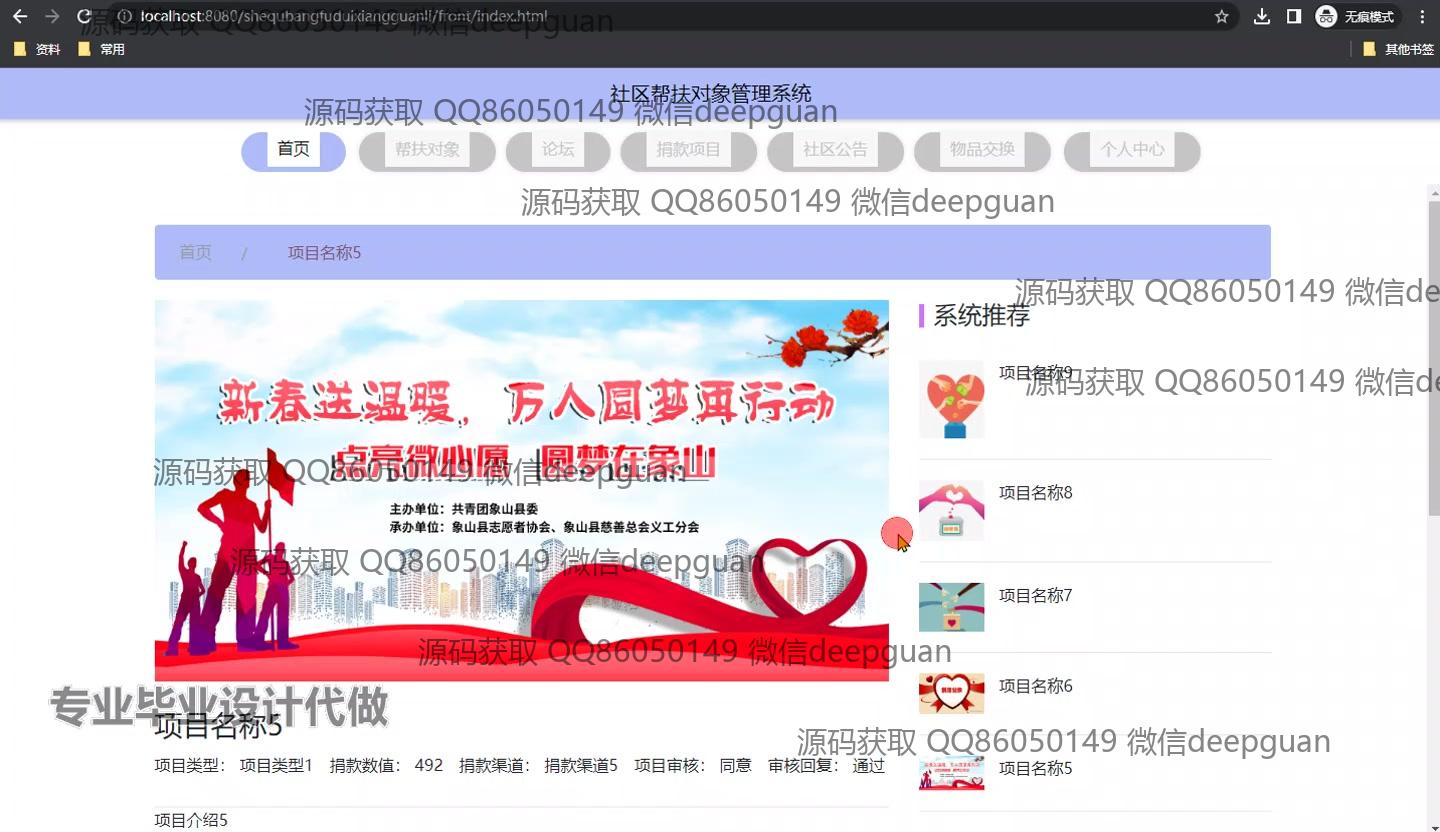 localhost:8080/shequbangfuduixiangguanli/front/index.html
无痕模式
源码获取 QQ86050149 微信deepguan
资料
常用
其他书签
社区帮扶对象管理系统
源码获取 QQ86050149 微信deepguan
首页
帮扶对象
论坛
捐款项目
社区公告
物品交换
个人中心
源码获取 QQ86050149 微信deepguan
首页 / 项目名称5
源码获取 QQ86050149 微信de
系统推荐
项目名称9
源码获取 QQ86050149 微信de
新春送温暖，万人圆梦再行动
点亮微心愿 圆梦在象山
源码获取 QQ86050149 微信deepguan
主办单位：共青团象山县委
承办单位：象山县志愿者协会、象山县慈善总会义工分会
项目名称8
源码获取 QQ86050149 微信deepguan
项目名称7
源码获取 QQ86050149 微信deepguan
项目名称6
专业毕业设计代做
项目名称5
源码获取 QQ86050149 微信deepguan
项目类型： 项目类型1 捐款数值： 492 捐款渠道： 捐款渠道5 项目审核： 同意 审核回复： 通过
项目名称5
项目介绍5